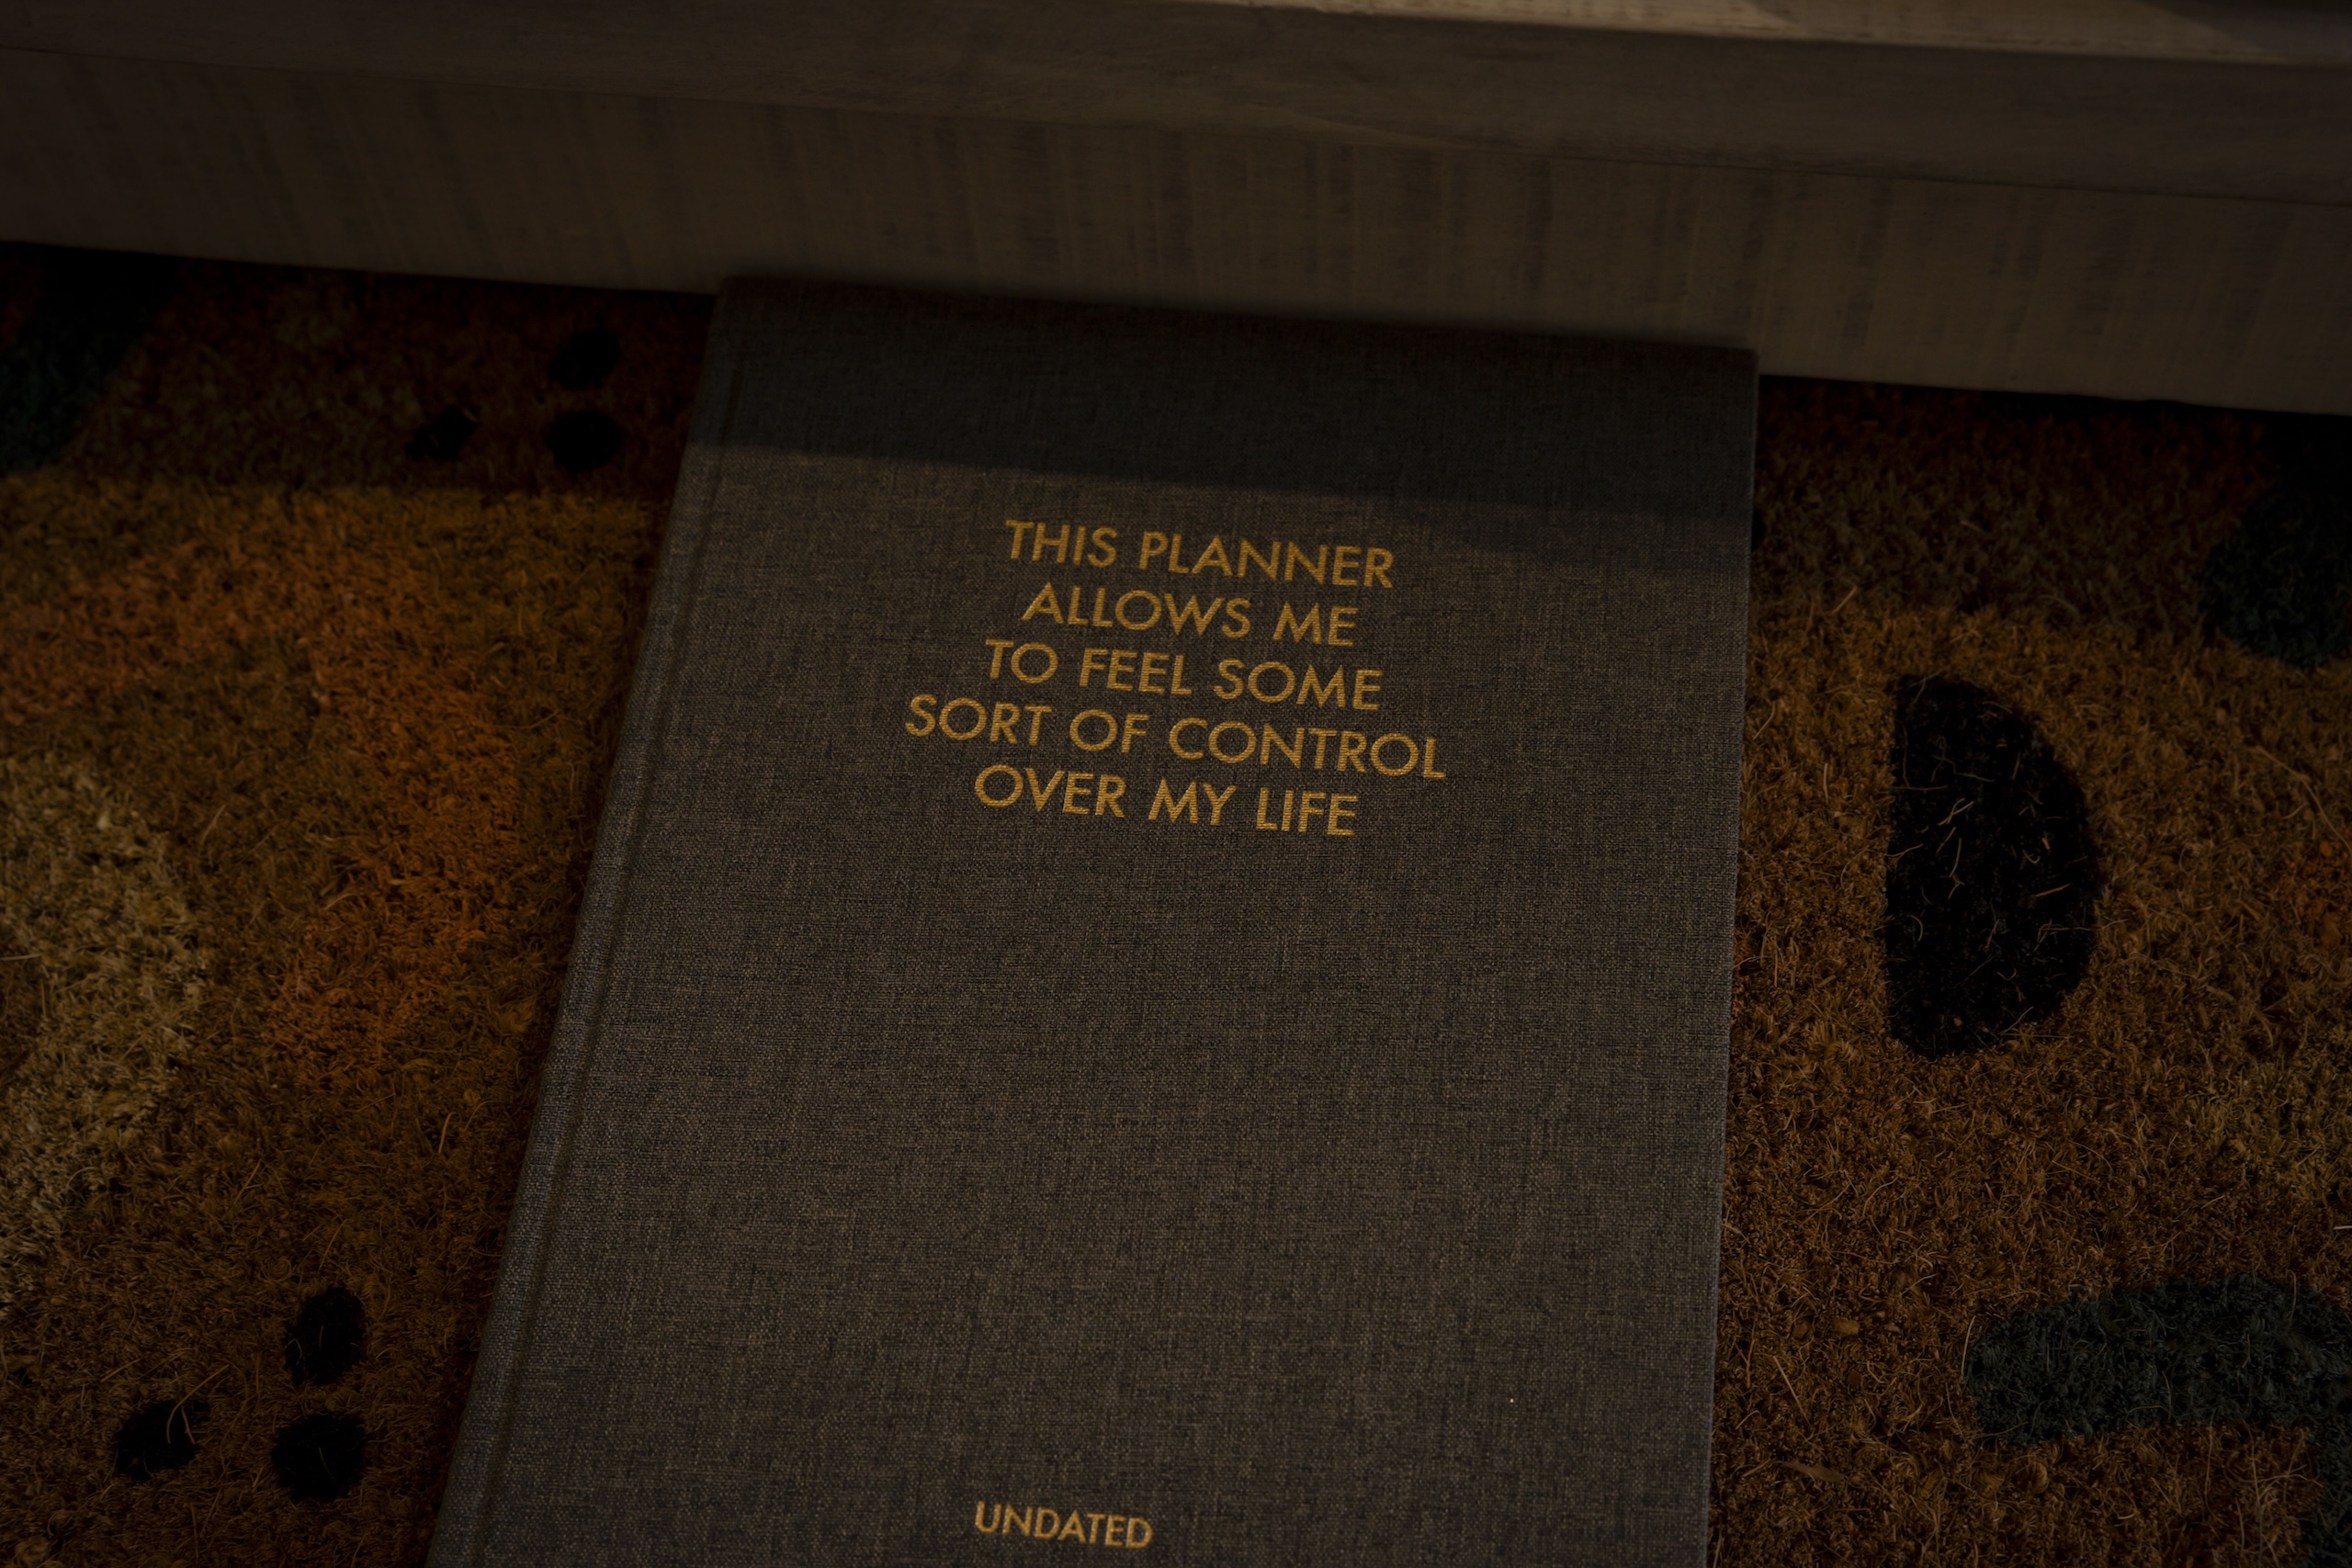 THIS PLANNER
ALLOWS ME
TO FEEL SOME
SORT OF CONTROL
OVER MY LIFE
UNDATED